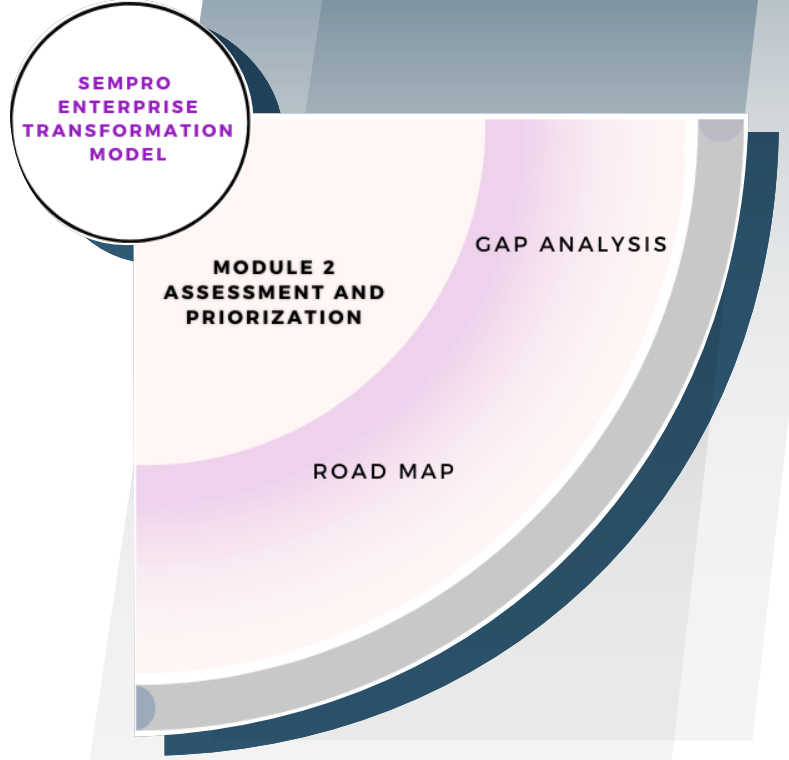 SEMPRO
ENTERPRISE
TRANSFORMATION
MODEL
MODULE 2
ASSESSMENT AND
PRIORIZATION
GAP ANALYSIS
ROAD MAP